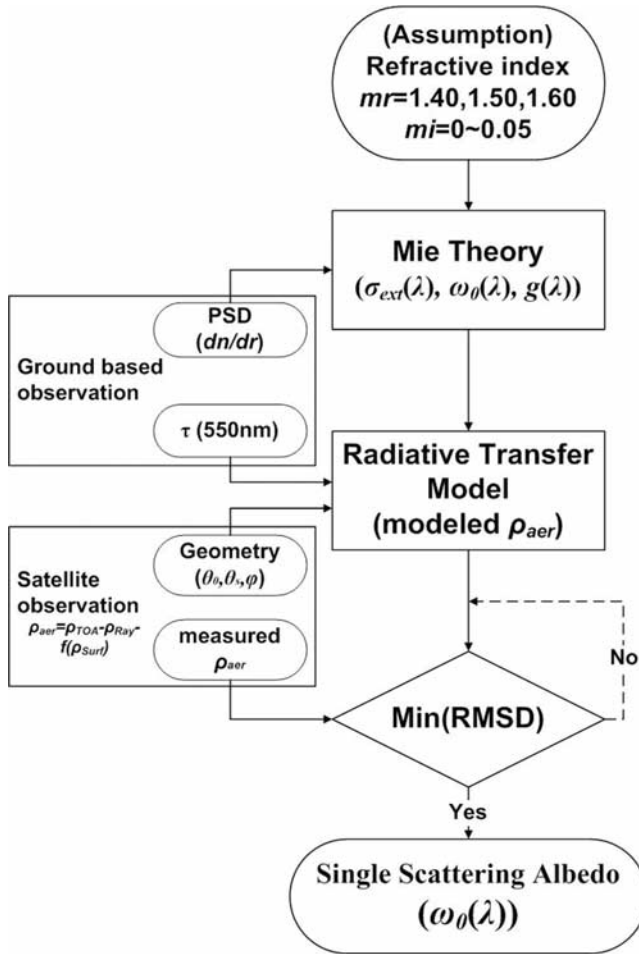 (Assumption)
Refractive index
mr=1.40,1.50,1.60
mi=0~0.05
Mie Theory
(σext(λ), ω0(λ), g(λ))
PSD
(dn/dr)
Ground based
observation
τ (550nm)
Radiative Transfer
Model
(modeled ρaer)
Geometry
(θ0,θs,φ)
Satellite
observation
ρaer=ρTOA-ρRay-
f(ρSurf)
measured
ρaer
No
Min(RMSD)
Yes
Single Scattering Albedo
(ω0(λ))